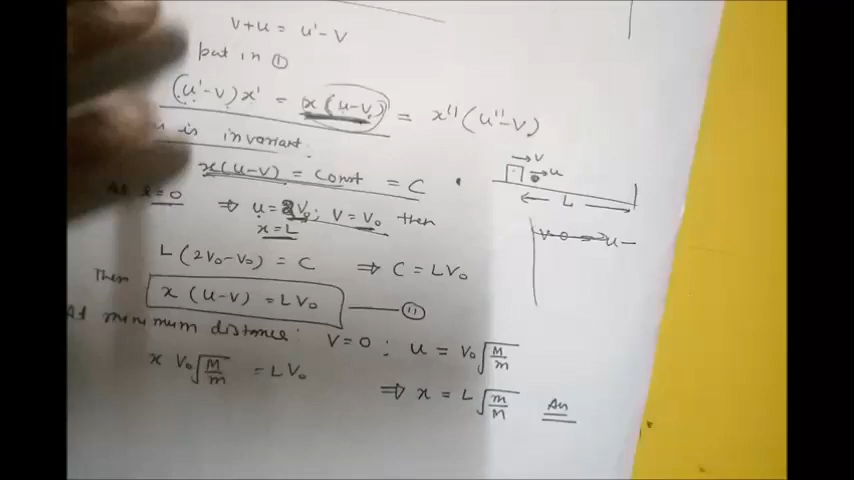 V+u = u'-V
put in ①
(u'-V)x' = x(u-V) = x''(u''-V)
is invariant.
x(u-V) = const = C
→V
→u
L
At t=0 ⇒ u=2V₀; V=V₀ then
x=L
L(2V₀-V₀) = C ⇒ C = LV₀
Then x(u-V) = LV₀ — (11)
At minimum distance: V=0 ; u = V₀√(M/m)
x V₀√(M/m) = LV₀
⇒ x = L√(m/M) An